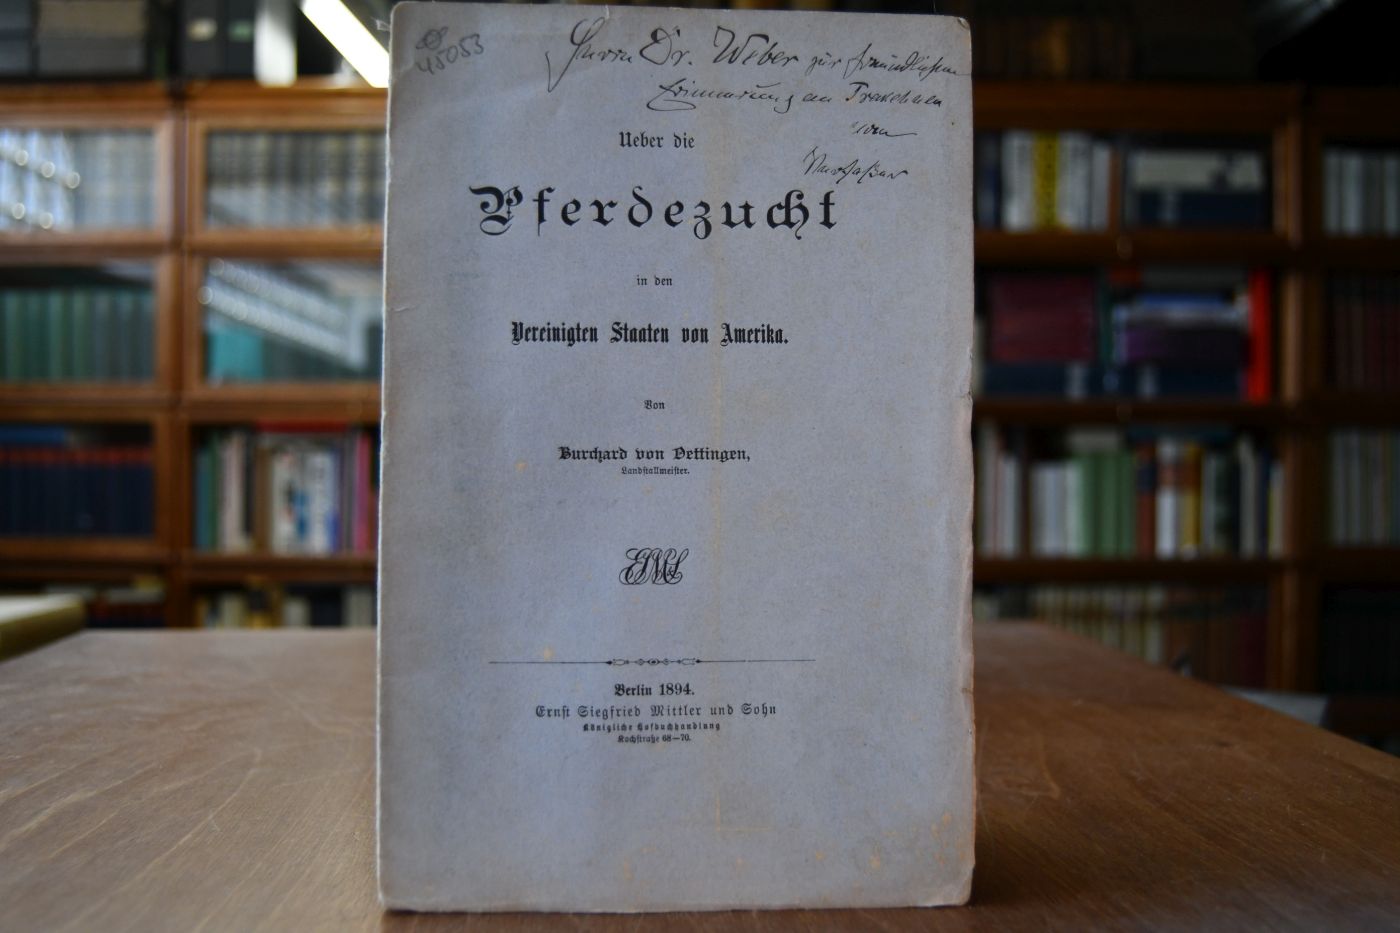 45053
Herrn Dr. Weber zur freundlichen
Erinnerung an Trakehnen
vom
Verfasser
Ueber die
Pferdezucht
in den
Vereinigten Staaten von Amerika.
Von
Burchard von Oettingen,
Landstallmeister.
Berlin 1894.
Ernst Siegfried Mittler und Sohn
Königliche Hofbuchhandlung
Kochstraße 68—70.